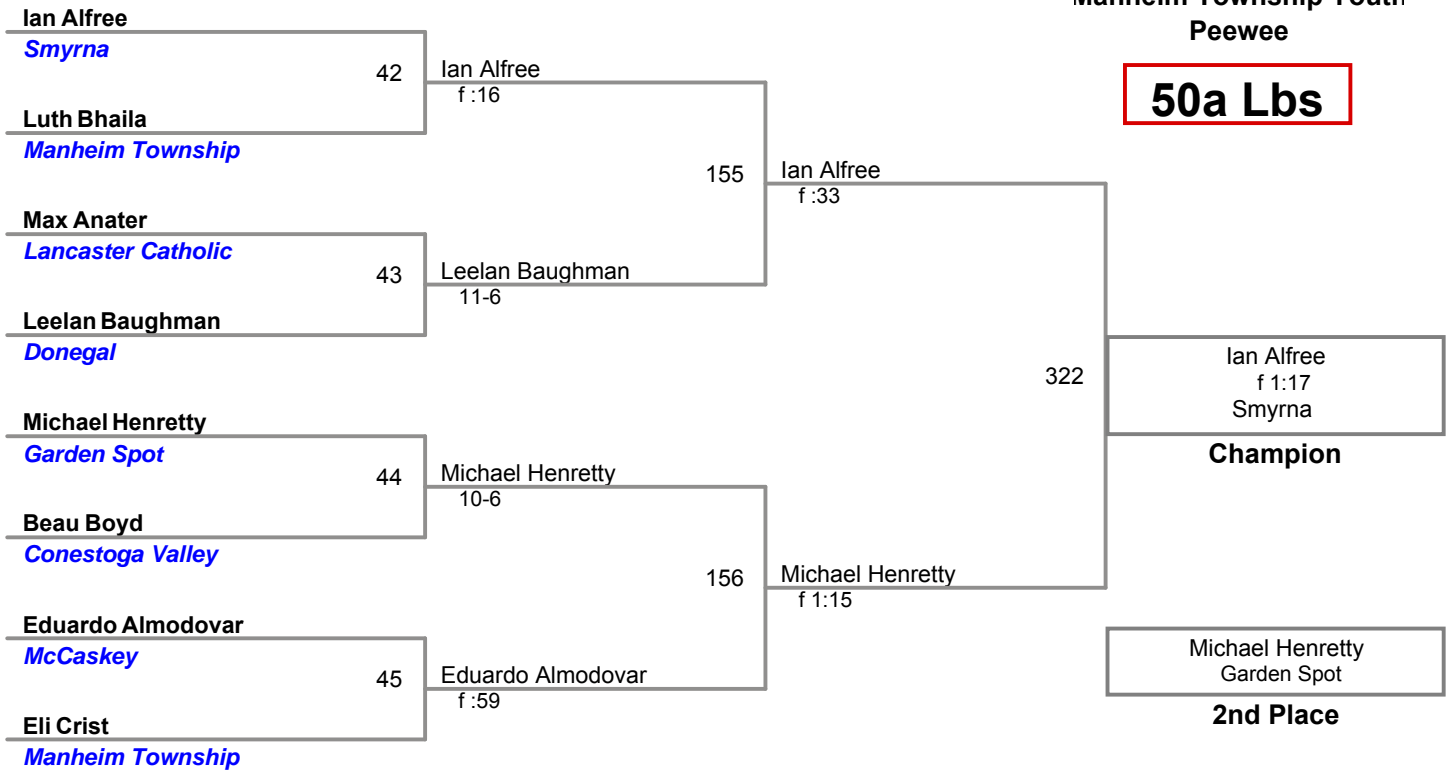 Manheim Township Youth
Peewee
50a Lbs
Ian Alfree
Smyrna
42
Ian Alfree
f :16
Luth Bhaila
Manheim Township
155
Ian Alfree
f :33
Max Anater
Lancaster Catholic
43
Leelan Baughman
11-6
Leelan Baughman
Donegal
322
Ian Alfree
f 1:17
Smyrna
Champion
Michael Henretty
Garden Spot
44
Michael Henretty
10-6
Beau Boyd
Conestoga Valley
156
Michael Henretty
f 1:15
Eduardo Almodovar
McCaskey
45
Eduardo Almodovar
f :59
Eli Crist
Manheim Township
Michael Henretty
Garden Spot
2nd Place